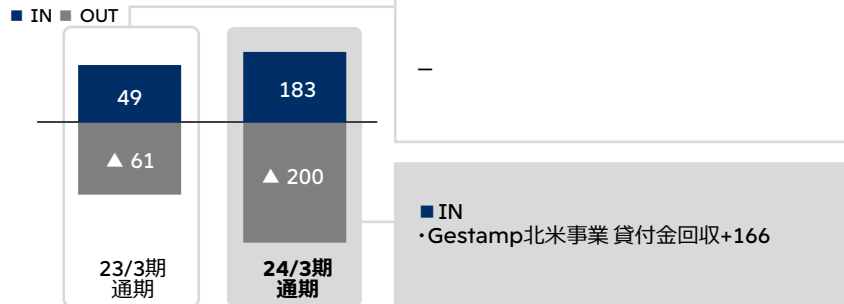 ■ IN ■ OUT
49
▲ 61
23/3期
通期
183
▲ 200
24/3期
通期
–
■ IN
・Gestamp北米事業 貸付金回収+166